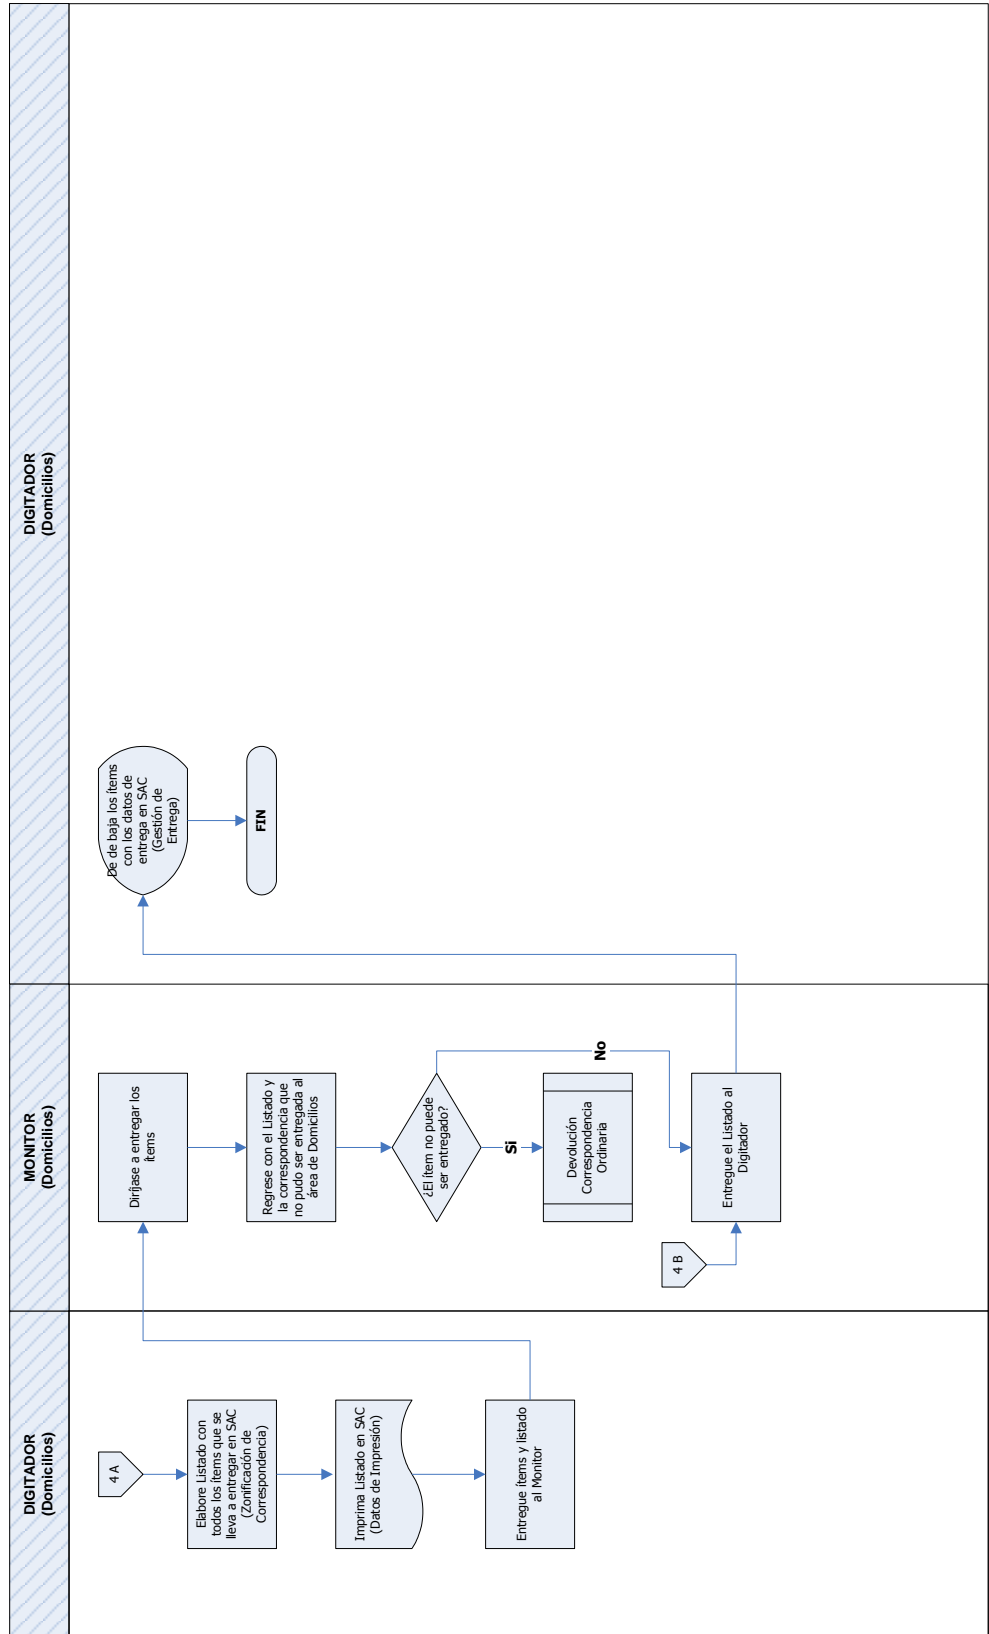 DIGITADOR
(Domicilios)
4 A
Elabore Listado con
todos los ítems que se
lleva a entregar en SAC
(Zonificación de
Correspondencia)
Imprima Listado en SAC
(Datos de Impresión)
Entregue ítems y listado
al Monitor
MONITOR
(Domicilios)
Diríjase a entregar los
ítems
Regrese con el Listado y
la correspondencia que
no pudo ser entregada al
área de Domicilios
¿El ítem no puede
ser entregado?
Si
No
Devolución
Correspondencia
Ordinaria
4 B
Entregue el Listado al
Digitador
DIGITADOR
(Domicilios)
De de baja los ítems
con los datos de
entrega en SAC
(Gestión de
Entrega)
FIN